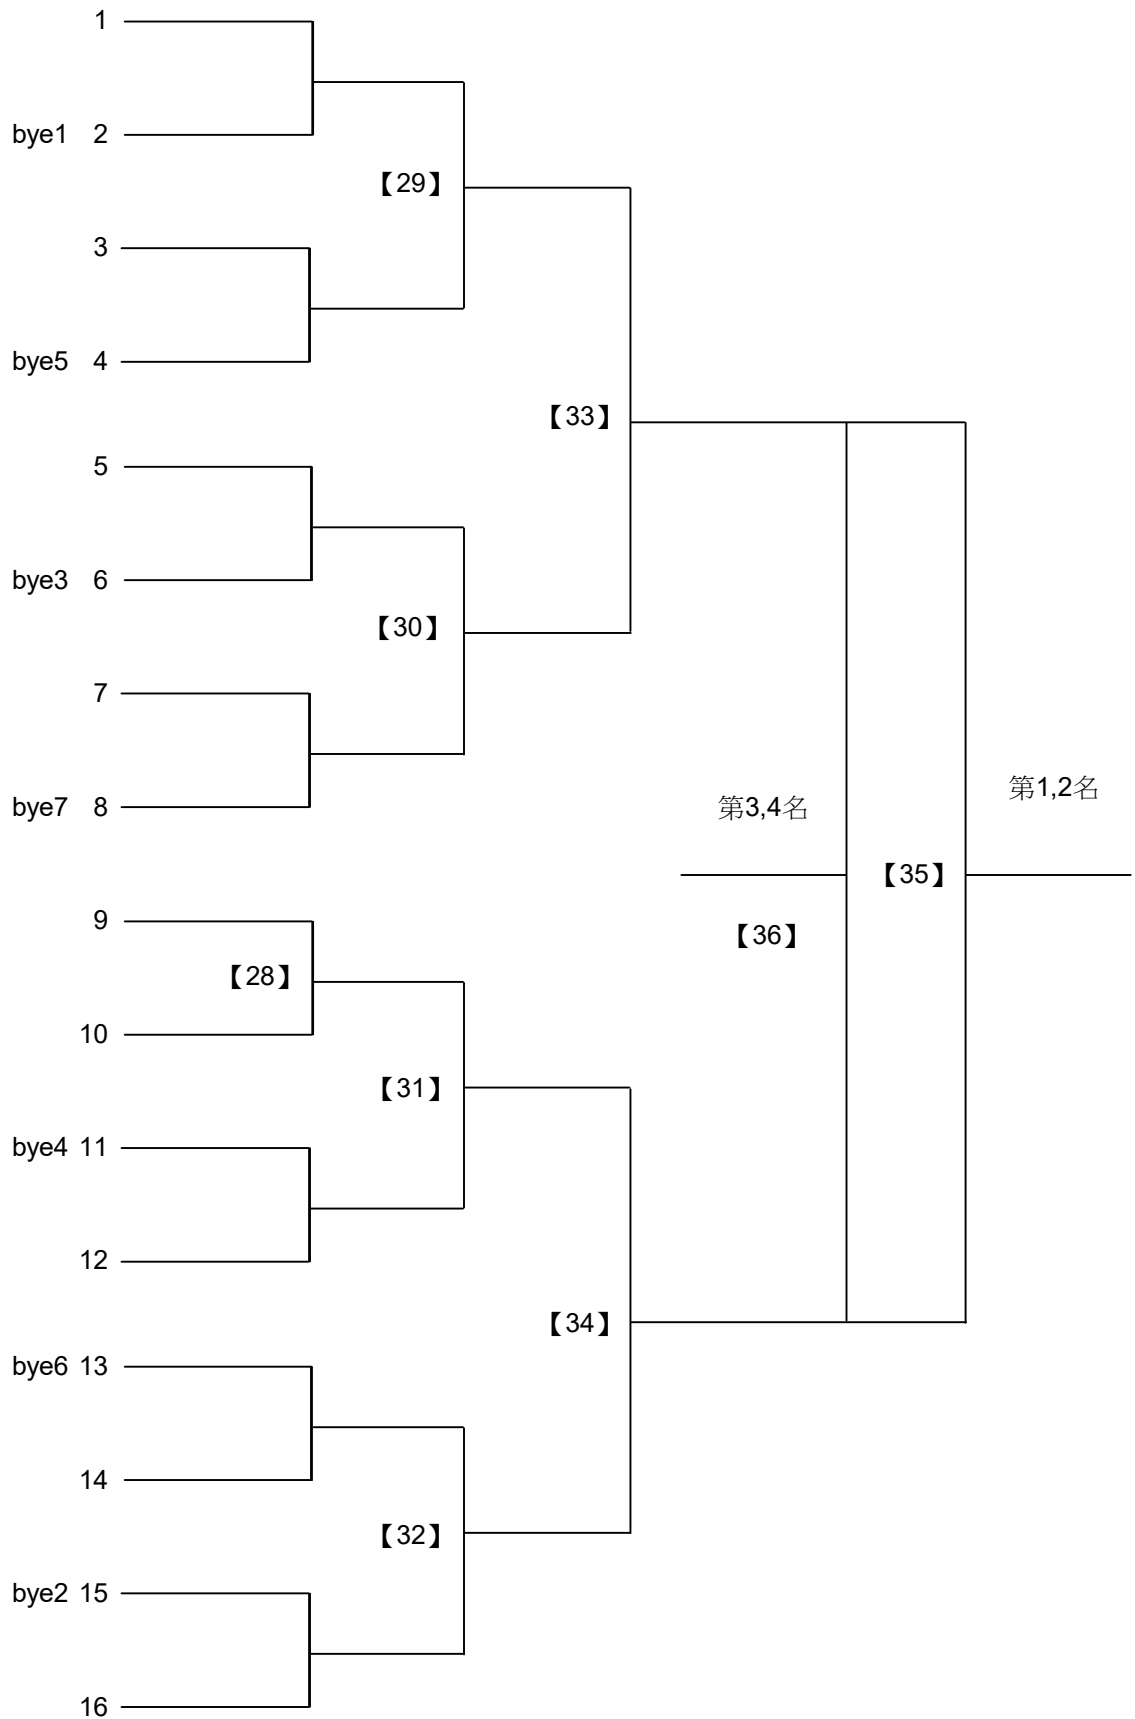 1
bye1 2
【29】
3
bye5 4
【33】
5
bye3 6
【30】
7
bye7 8
第1,2名
第3,4名
【35】
9
【36】
【28】
10
【31】
bye4 11
12
【34】
bye6 13
14
【32】
bye2 15
16